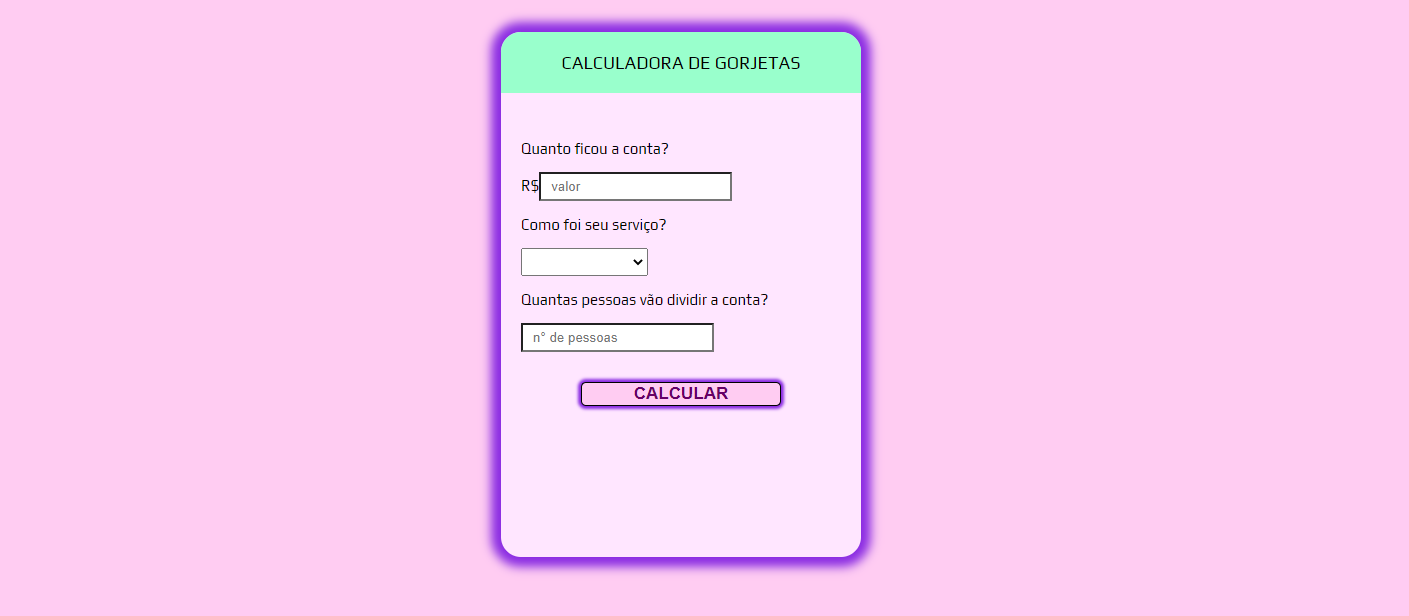 CALCULADORA DE GORJETAS
Quanto ficou a conta?
R$ valor
Como foi seu serviço?
Quantas pessoas vão dividir a conta?
n° de pessoas
CALCULAR